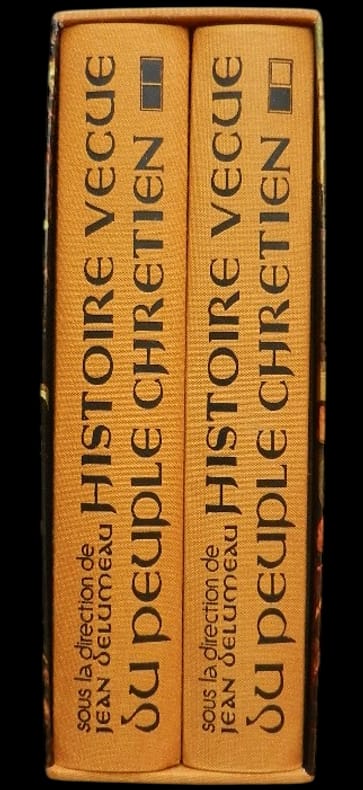 sous la direction de
JEAN DELUMEAU
HISTOIRE VECUE
DU PEUPLE CHRETIEN
sous la direction de
JEAN DELUMEAU
HISTOIRE VECUE
DU PEUPLE CHRETIEN